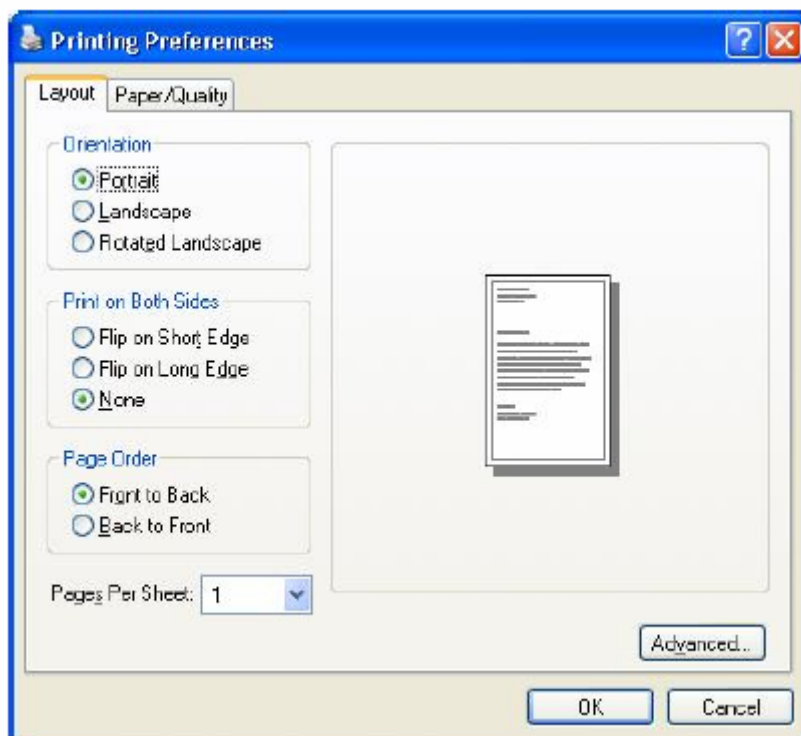 Printing Preferences
?
Layout
Paper/Quality
Orientation
Portrait
Landscape
Rotated Landscape
Print on Both Sides
Flip on Short Edge
Flip on Long Edge
None
Page Order
Front to Back
Back to Front
Pages Per Sheet: 1
Advanced...
OK
Cancel